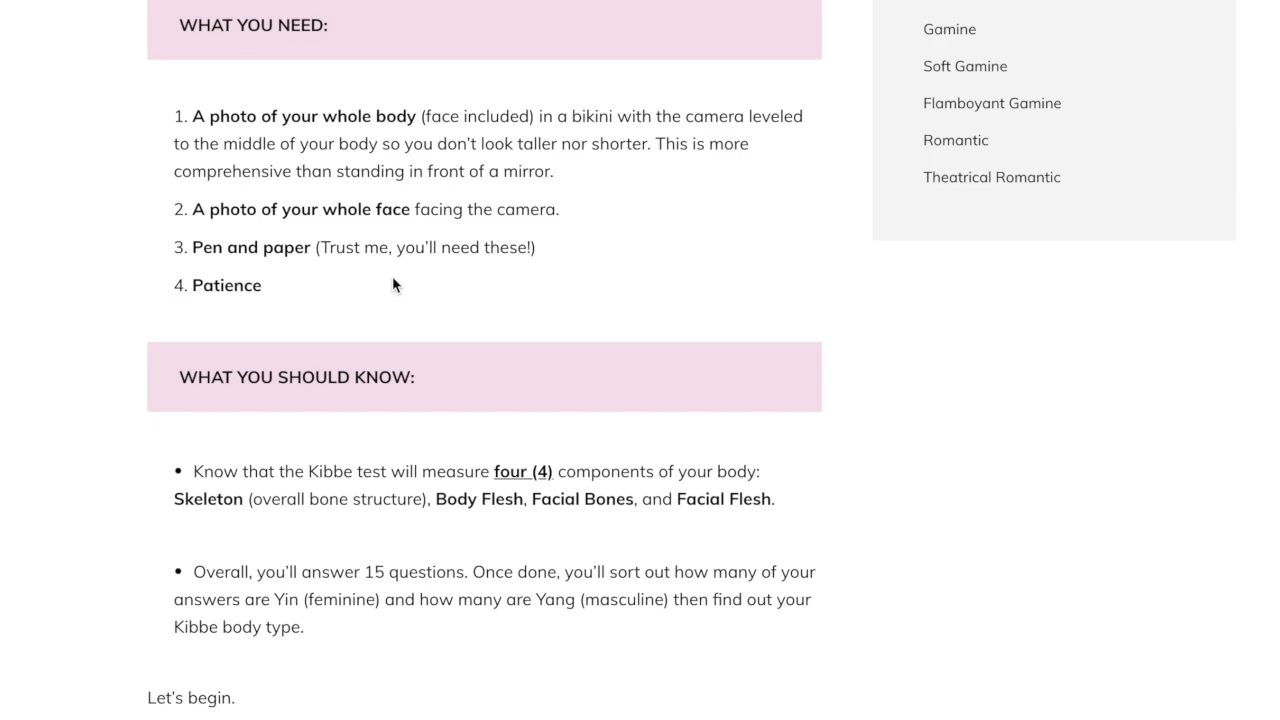 WHAT YOU NEED:
1. A photo of your whole body (face included) in a bikini with the camera leveled
to the middle of your body so you don’t look taller nor shorter. This is more
comprehensive than standing in front of a mirror.
2. A photo of your whole face facing the camera.
3. Pen and paper (Trust me, you’ll need these!)
4. Patience
WHAT YOU SHOULD KNOW:
• Know that the Kibbe test will measure four (4) components of your body:
Skeleton (overall bone structure), Body Flesh, Facial Bones, and Facial Flesh.
• Overall, you’ll answer 15 questions. Once done, you’ll sort out how many of your
answers are Yin (feminine) and how many are Yang (masculine) then find out your
Kibbe body type.
Let’s begin.
Gamine
Soft Gamine
Flamboyant Gamine
Romantic
Theatrical Romantic